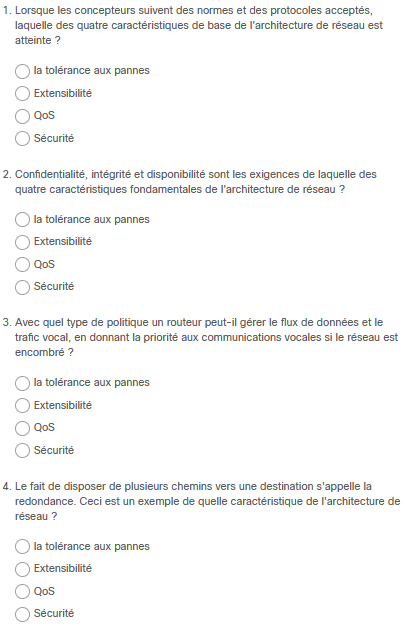 1. Lorsque les concepteurs suivent des normes et des protocoles acceptés,
laquelle des quatre caractéristiques de base de l'architecture de réseau est
atteinte ?
la tolérance aux pannes
Extensibilité
QoS
Sécurité
2. Confidentialité, intégrité et disponibilité sont les exigences de laquelle des
quatre caractéristiques fondamentales de l'architecture de réseau ?
la tolérance aux pannes
Extensibilité
QoS
Sécurité
3. Avec quel type de politique un routeur peut-il gérer le flux de données et le
trafic vocal, en donnant la priorité aux communications vocales si le réseau est
encombré ?
la tolérance aux pannes
Extensibilité
QoS
Sécurité
4. Le fait de disposer de plusieurs chemins vers une destination s'appelle la
redondance. Ceci est un exemple de quelle caractéristique de l'architecture de
réseau ?
la tolérance aux pannes
Extensibilité
QoS
Sécurité